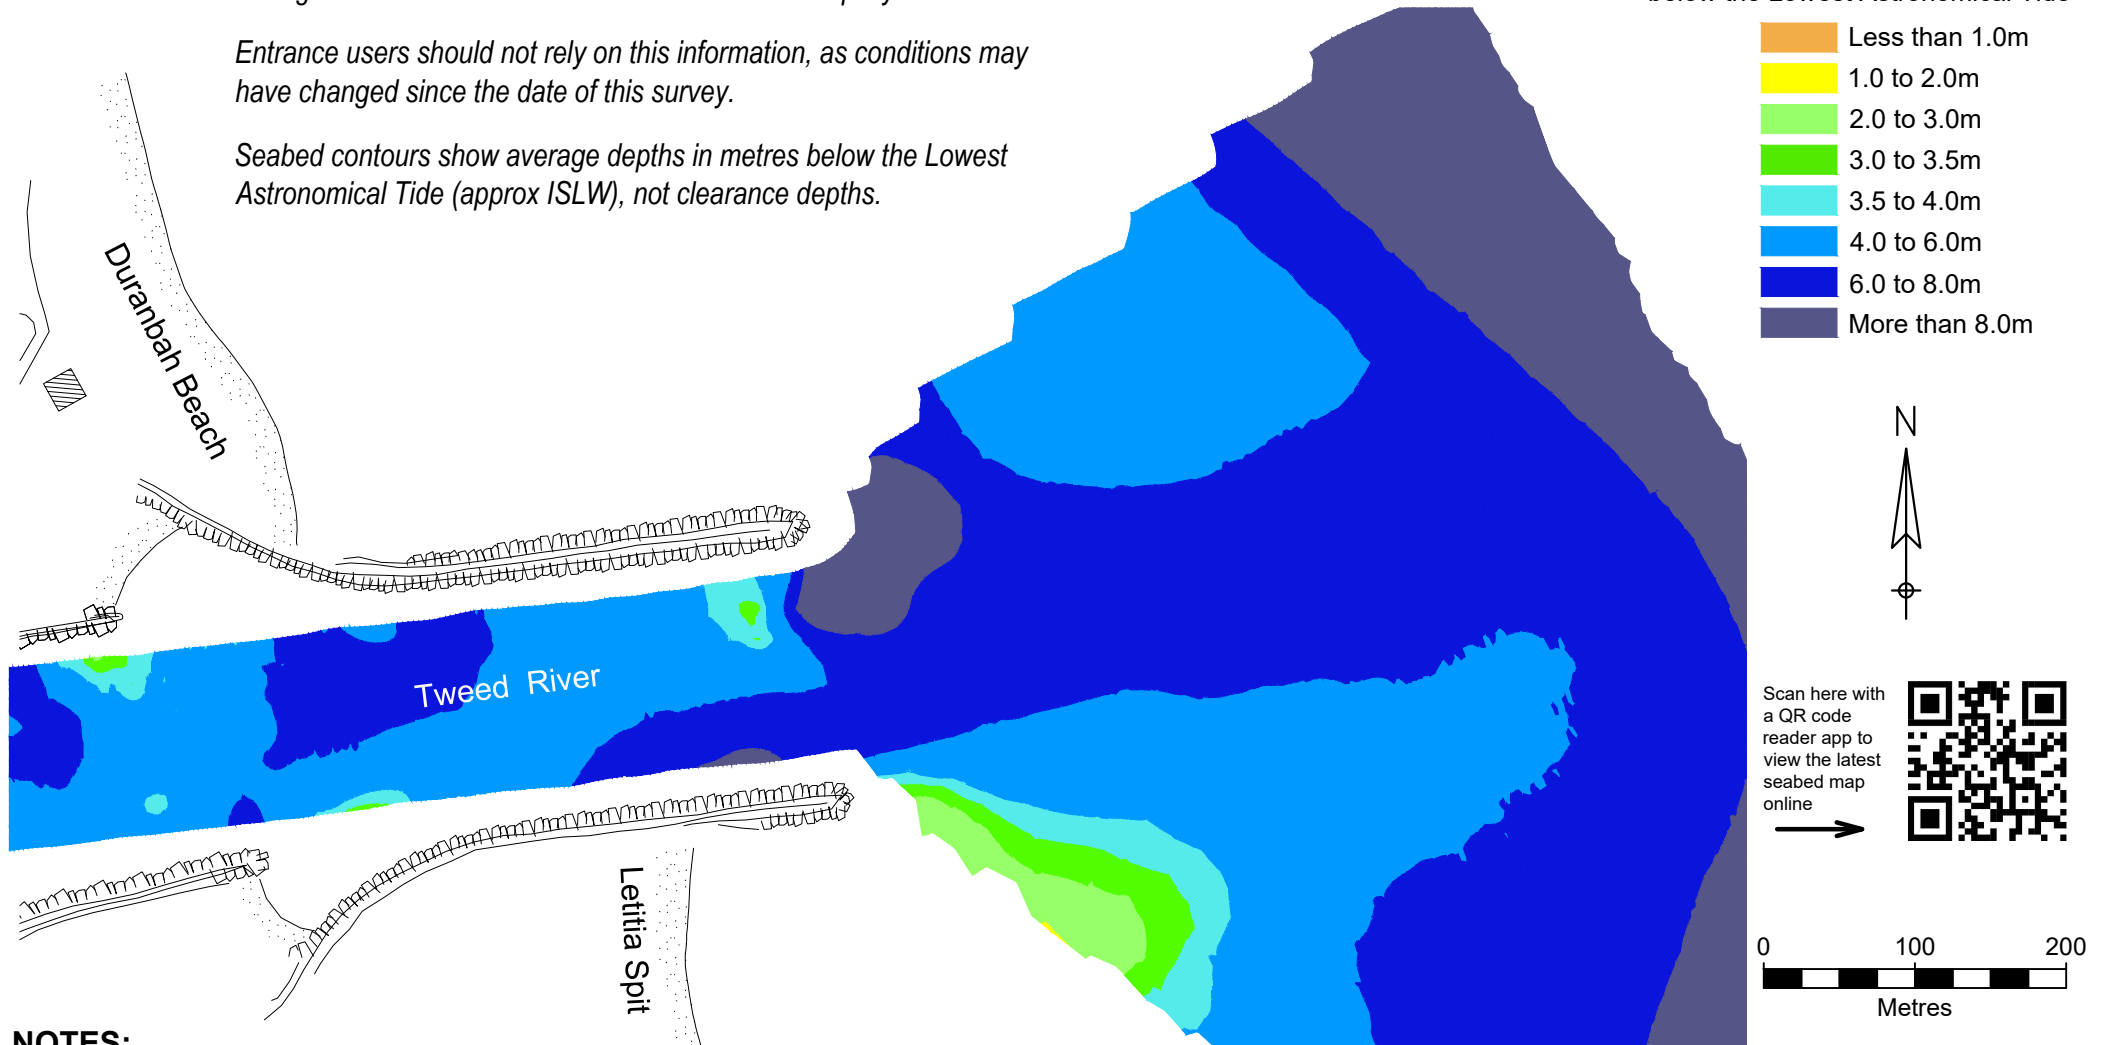 below the Lowest Astronomical Tide
Entrance users should not rely on this information, as conditions may
have changed since the date of this survey.
Seabed contours show average depths in metres below the Lowest
Astronomical Tide (approx ISLW), not clearance depths.
Less than 1.0m
1.0 to 2.0m
2.0 to 3.0m
3.0 to 3.5m
3.5 to 4.0m
4.0 to 6.0m
6.0 to 8.0m
More than 8.0m
Duranbah Beach
N
Tweed River
Scan here with
a QR code
reader app to
view the latest
seabed map
online
Letitia Spit
0 100 200
Metres
NOTES: